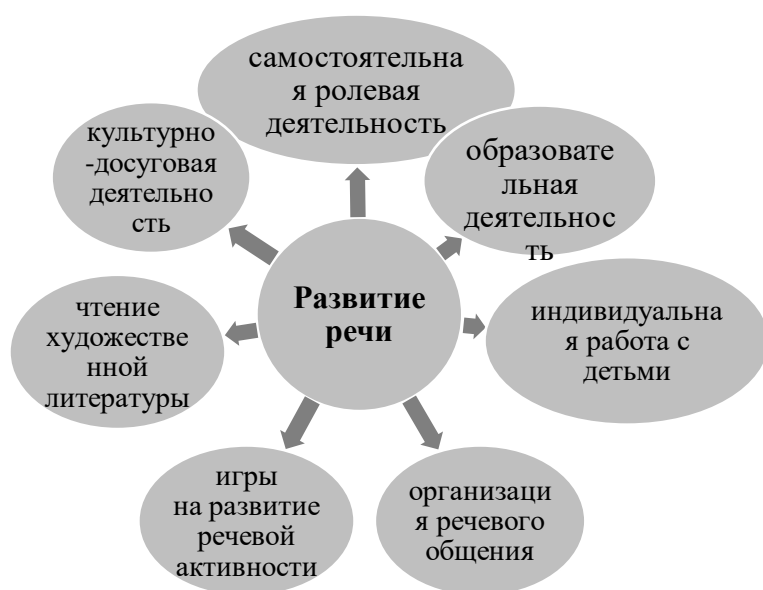 самостоятельна
я ролевая
деятельность
культурно
-досуговая
деятельно
сть
образовате
льная
деятельнос
ть
Развитие
речи
чтение
художестве
нной
литературы
индивидуальна
я работа с
детьми
игры
на развитие
речевой
активности
организаци
я речевого
общения